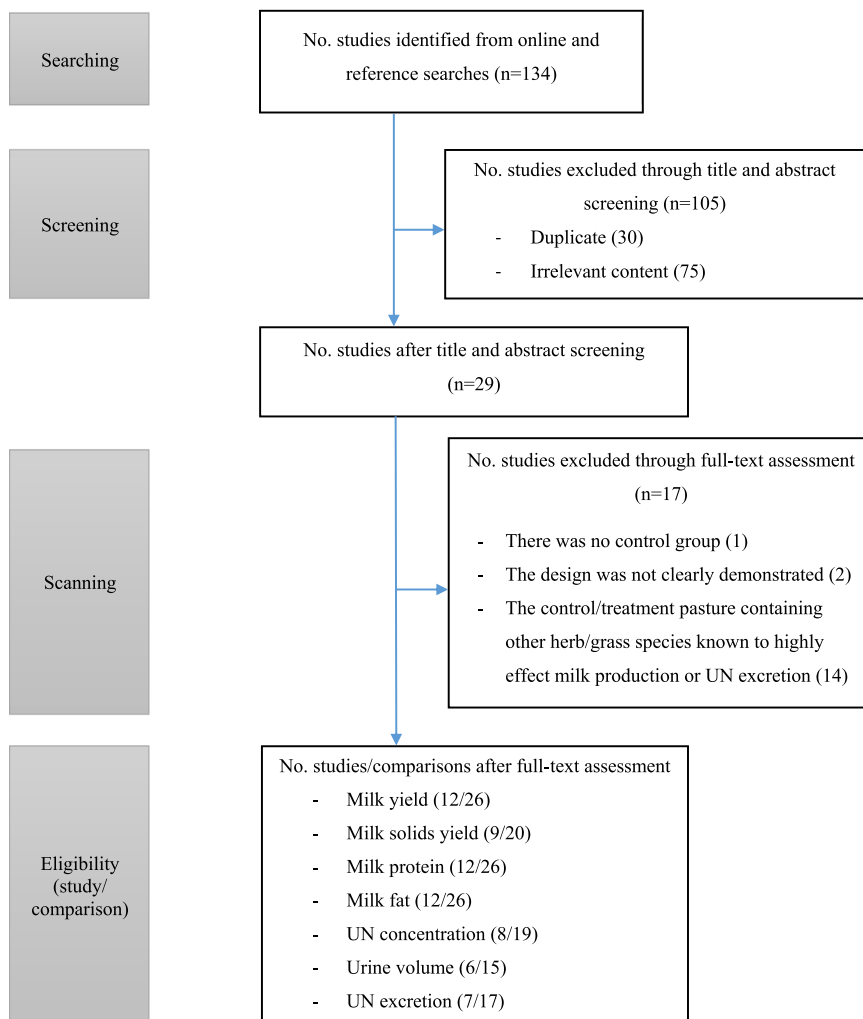 Searching
No. studies identified from online and
reference searches (n=134)
Screening
No. studies excluded through title and abstract
screening (n=105)
- Duplicate (30)
- Irrelevant content (75)
No. studies after title and abstract screening
(n=29)
Scanning
No. studies excluded through full-text assessment
(n=17)
- There was no control group (1)
- The design was not clearly demonstrated (2)
- The control/treatment pasture containing
other herb/grass species known to highly
effect milk production or UN excretion (14)
Eligibility
(study/
comparison)
No. studies/comparisons after full-text assessment
- Milk yield (12/26)
- Milk solids yield (9/20)
- Milk protein (12/26)
- Milk fat (12/26)
- UN concentration (8/19)
- Urine volume (6/15)
- UN excretion (7/17)